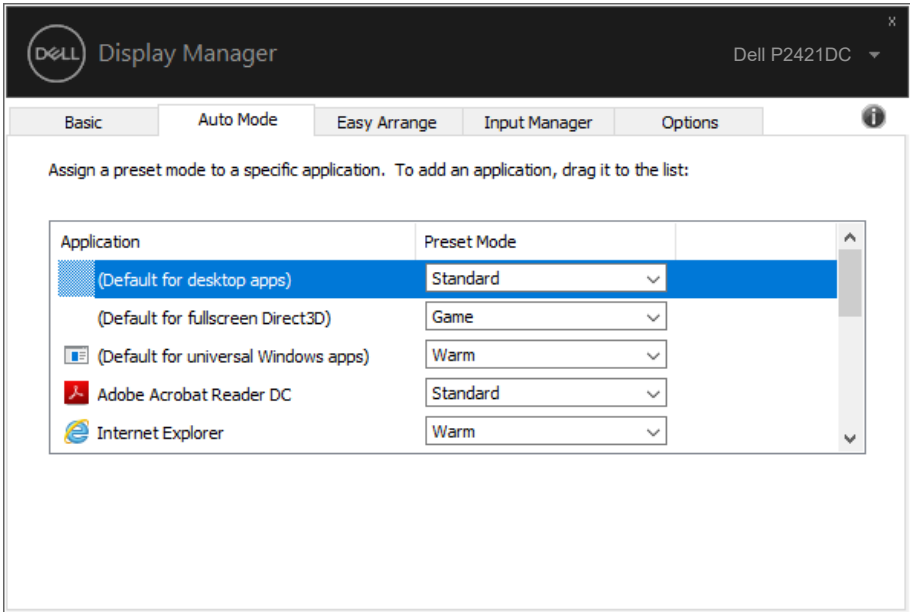 x
DELL Display Manager
Dell P2421DC
Basic Auto Mode Easy Arrange Input Manager Options
Assign a preset mode to a specific application. To add an application, drag it to the list:
Application Preset Mode
(Default for desktop apps) Standard
(Default for fullscreen Direct3D) Game
(Default for universal Windows apps) Warm
Adobe Acrobat Reader DC Standard
Internet Explorer Warm